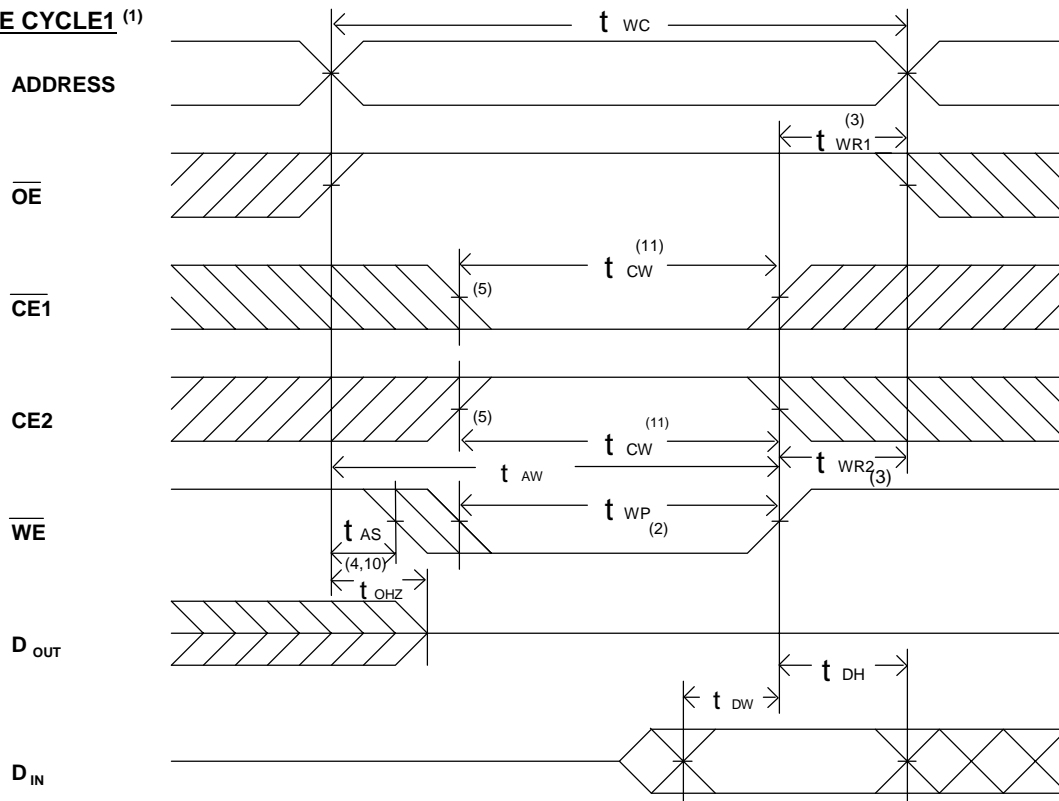 E CYCLE1 (1)
t WC
ADDRESS
(3)
t WR1
OE
(11)
t CW
CE1
(5)
CE2
(5)
(11)
t CW
t AW
t WR2
(3)
WE
t WP
(2)
t AS
(4,10)
t OHZ
D OUT
t DH
t DW
D IN